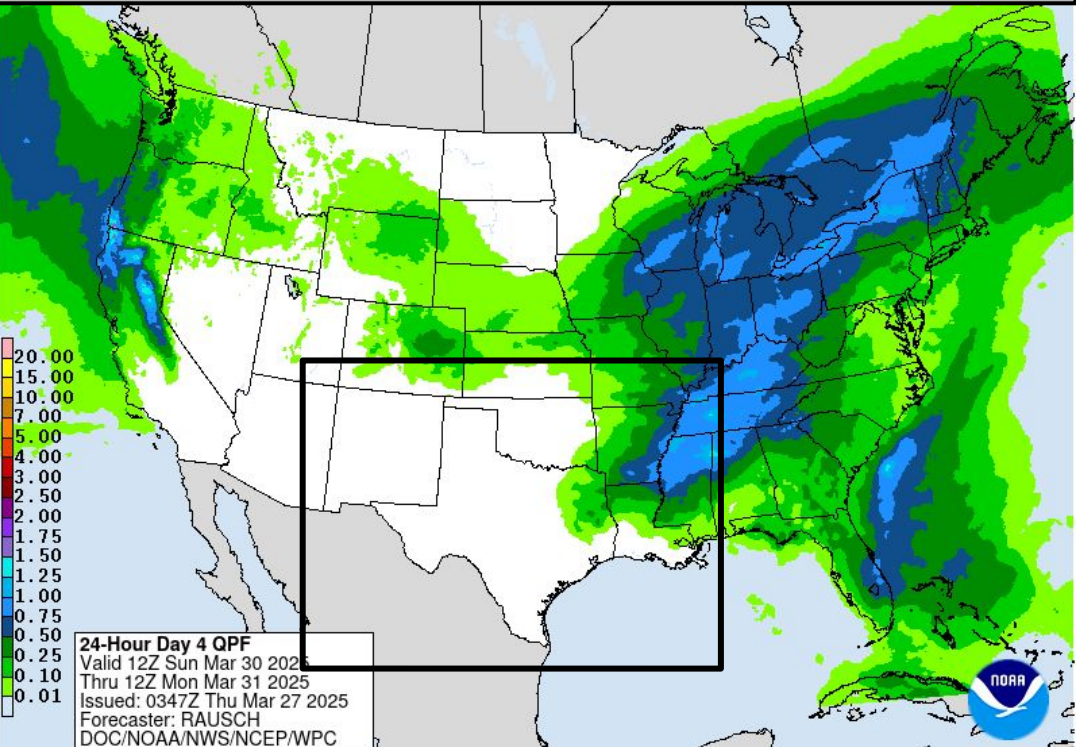 20.00
15.00
10.00
7.00
5.00
4.00
3.00
2.50
2.00
1.75
1.50
1.25
1.00
0.75
0.50
0.25
0.10
0.01
24-Hour Day 4 QPF
Valid 12Z Sun Mar 30 2025
Thru 12Z Mon Mar 31 2025
Issued: 0347Z Thu Mar 27 2025
Forecaster: RAUSCH
DOC/NOAA/NWS/NCEP/WPC
NOAA